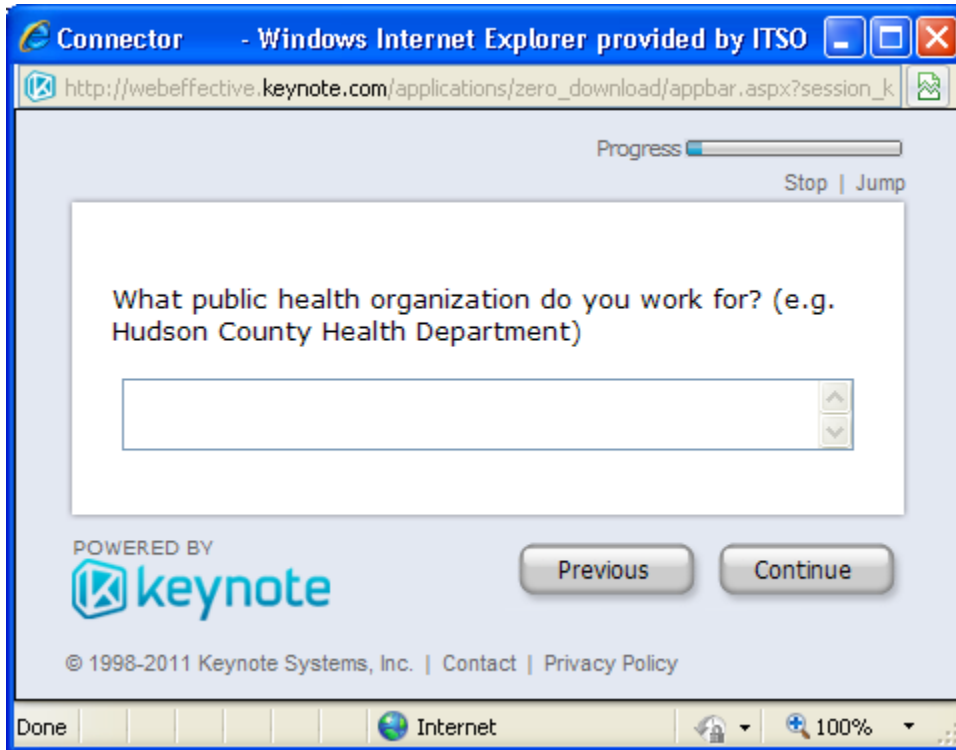 Connector - Windows Internet Explorer provided by ITSO
http://webeffective.keynote.com/applications/zero_download/appbar.aspx?session_k
Progress
Stop | Jump
What public health organization do you work for? (e.g.
Hudson County Health Department)
POWERED BY
keynote
Previous
Continue
© 1998-2011 Keynote Systems, Inc. | Contact | Privacy Policy
Done
Internet
100%